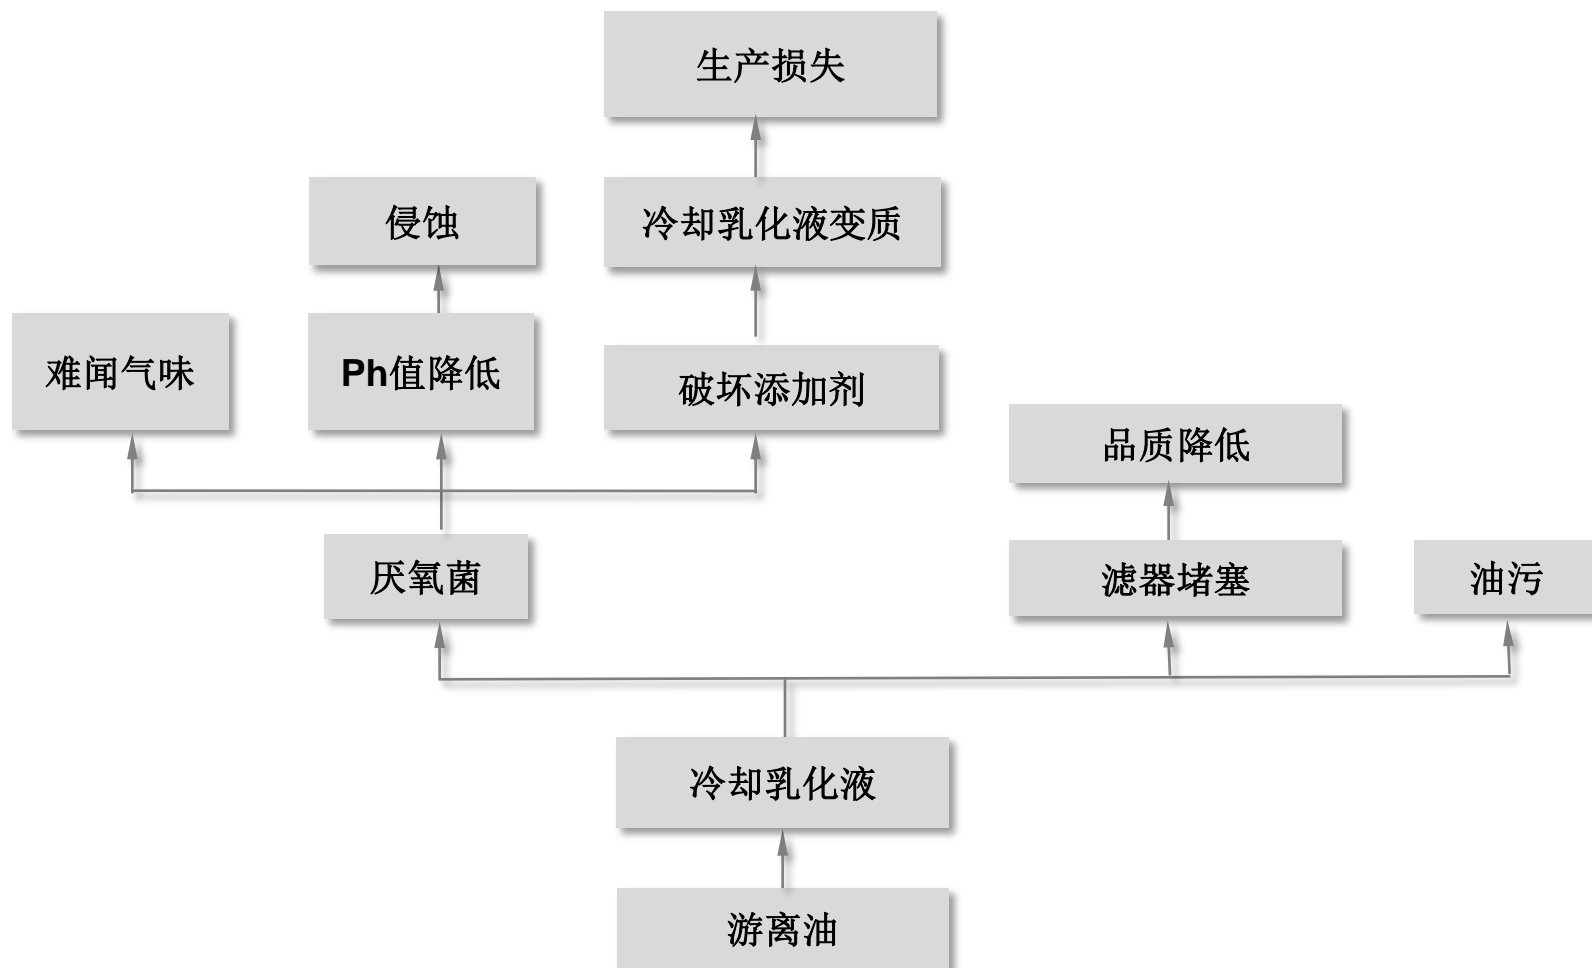 生产损失
侵蚀
冷却乳化液变质
难闻气味
Ph值降低
破坏添加剂
品质降低
厌氧菌
滤器堵塞
油污
冷却乳化液
游离油